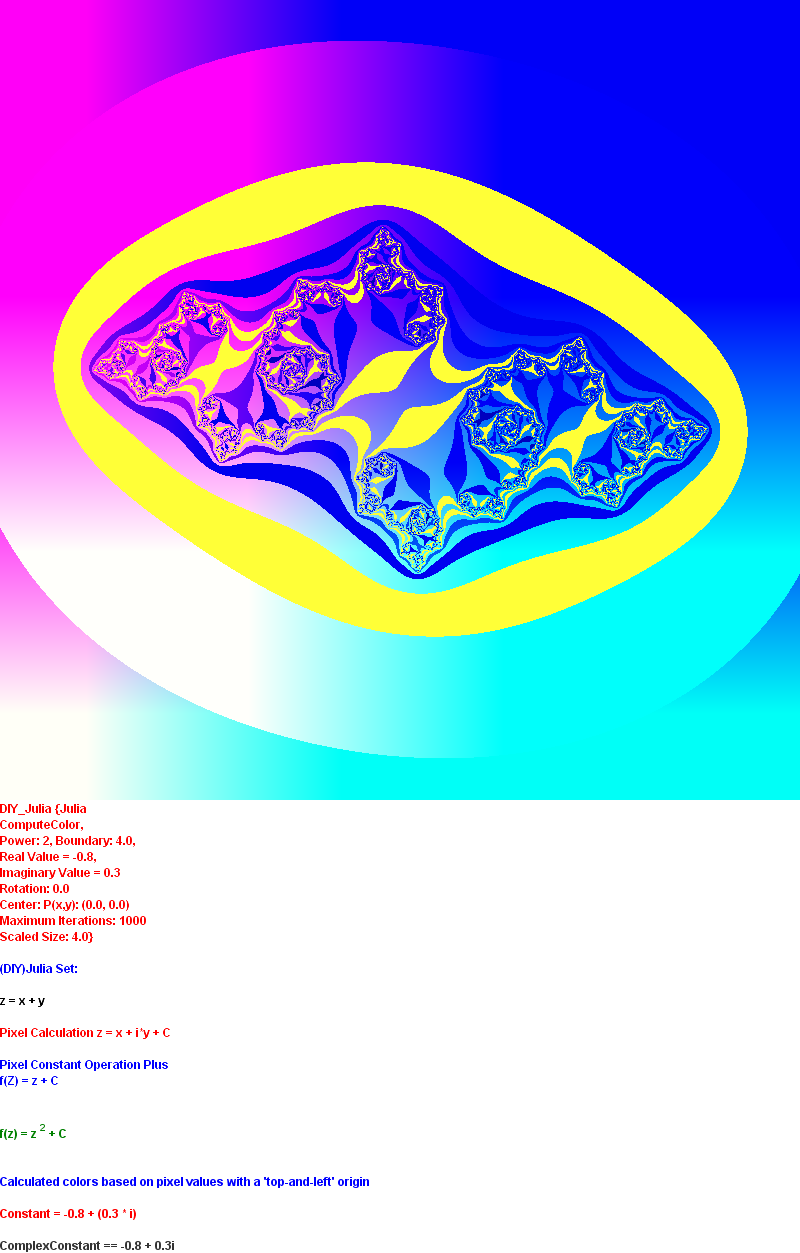 DIY_Julia {Julia
ComputeColor,
Power: 2, Boundary: 4.0,
Real Value = -0.8,
Imaginary Value = 0.3
Rotation: 0.0
Center: P(x,y): (0.0, 0.0)
Maximum Iterations: 1000
Scaled Size: 4.0}
(DIY)Julia Set:
z = x + y
Pixel Calculation z = x + i*y + C
Pixel Constant Operation Plus
f(Z) = z + C
f(z) = z 2 + C
Calculated colors based on pixel values with a 'top-and-left' origin
Constant = -0.8 + (0.3 * i)
ComplexConstant == -0.8 + 0.3i